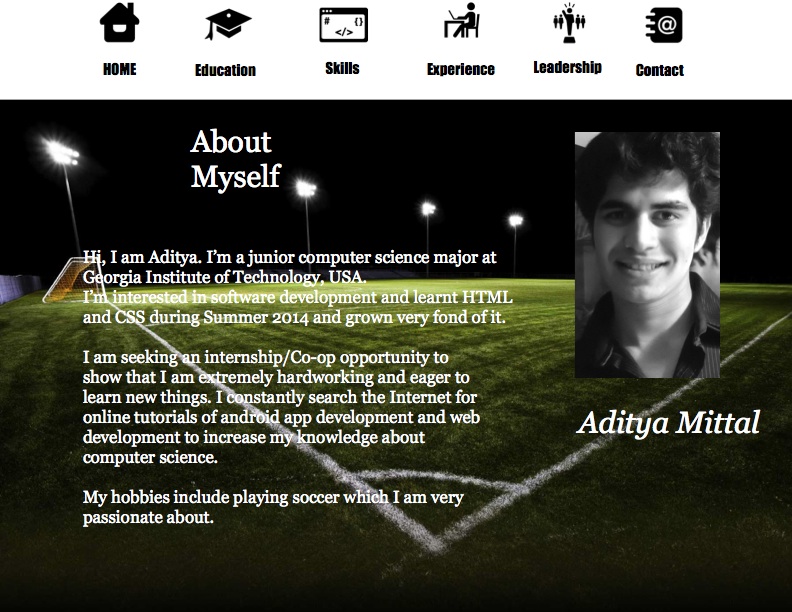 # {}
</>
HOME Education Skills Experience Leadership Contact
@
About
Myself
Hi, I am Aditya. I'm a junior computer science major at
Georgia Institute of Technology, USA.
I'm interested in software development and learnt HTML
and CSS during Summer 2014 and grown very fond of it.
I am seeking an internship/Co-op opportunity to
show that I am extremely hardworking and eager to
learn new things. I constantly search the Internet for
online tutorials of android app development and web
development to increase my knowledge about
computer science.
My hobbies include playing soccer which I am very
passionate about.
Aditya Mittal